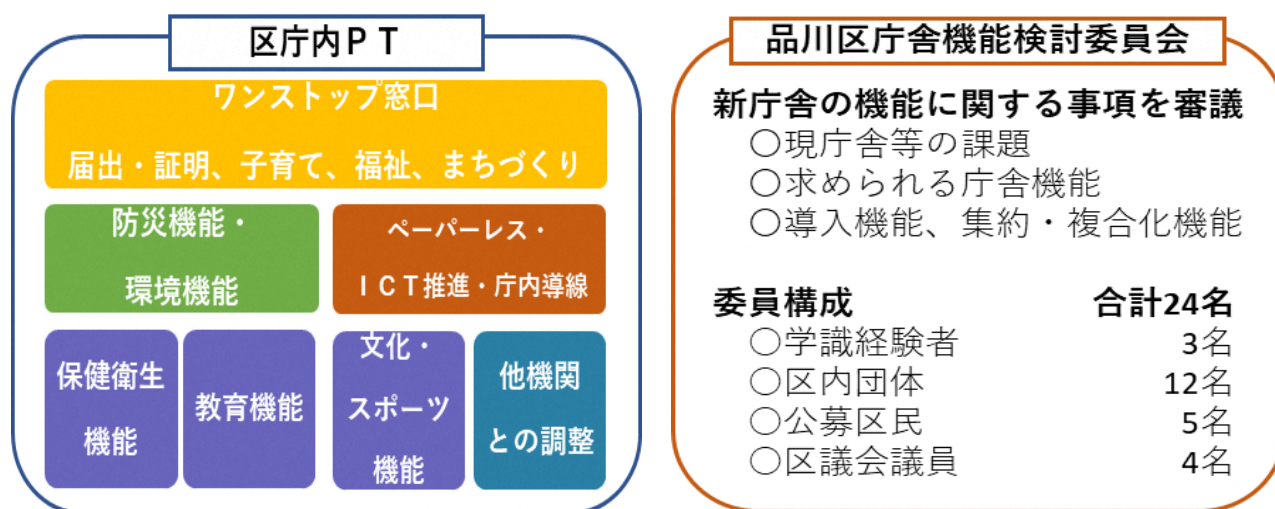 区庁内ＰＴ
ワンストップ窓口
届出・証明、子育て、福祉、まちづくり
防災機能・
環境機能
ペーパーレス・
ＩＣＴ推進・庁内導線
保健衛生
機能
教育機能
文化・
スポーツ
機能
他機関
との調整
品川区庁舎機能検討委員会
新庁舎の機能に関する事項を審議
〇現庁舎等の課題
〇求められる庁舎機能
〇導入機能、集約・複合化機能
委員構成 合計24名
〇学識経験者 3名
〇区内団体 12名
〇公募区民 5名
〇区議会議員 4名